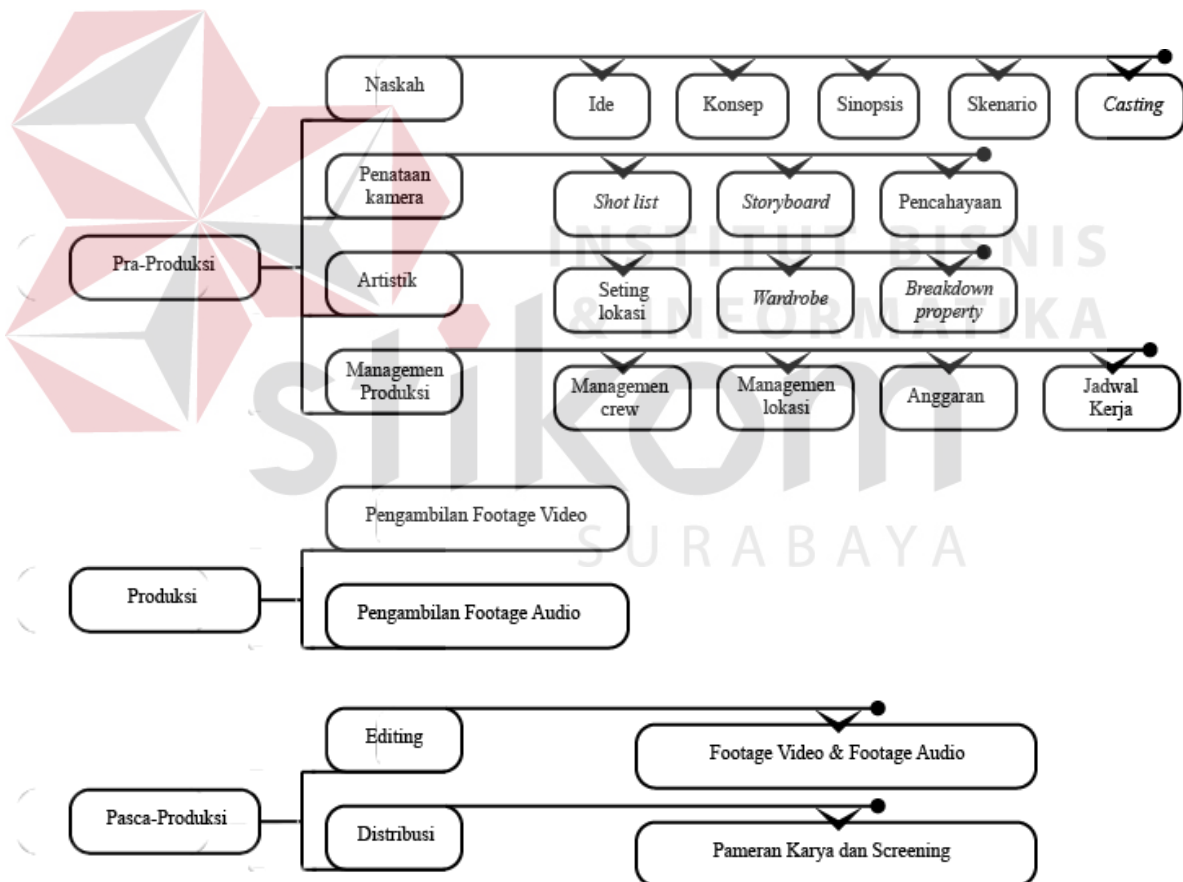 Naskah
Ide
Konsep
Sinopsis
Skenario
Casting
Penataan
kamera
Shot list
Storyboard
Pencahayaan
Pra-Produksi
Artistik
Seting
lokasi
Wardrobe
Breakdown
property
Managemen
Produksi
Managemen
crew
Managemen
lokasi
Anggaran
Jadwal
Kerja
INSTITUT BISNIS
& INFORMATIKA
stikom
SURABAYA
Pengambilan Footage Video
Produksi
Pengambilan Footage Audio
Editing
Footage Video & Footage Audio
Pasca-Produksi
Distribusi
Pameran Karya dan Screening